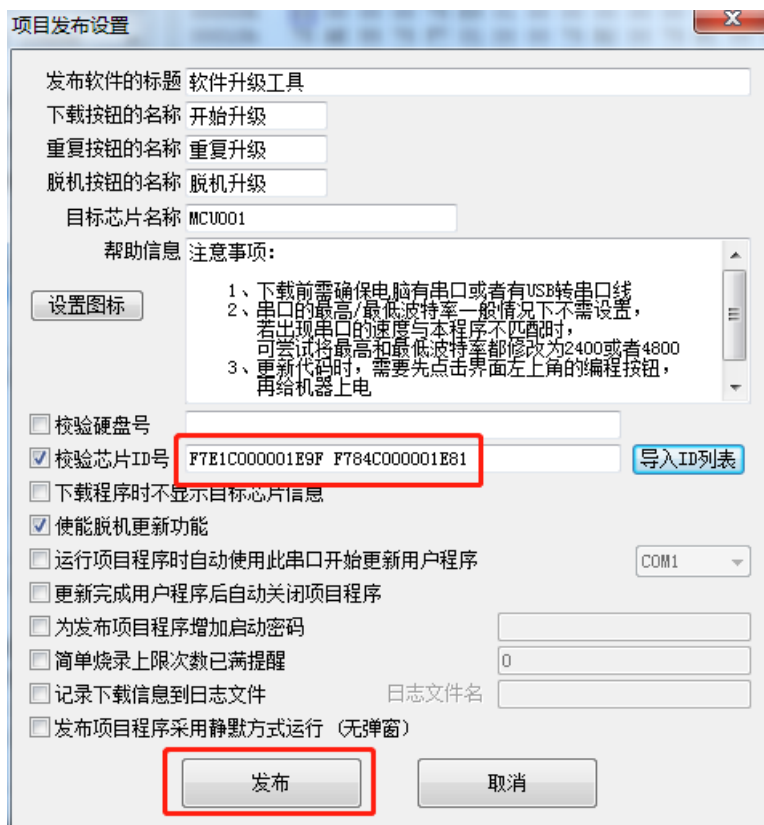 项目发布设置
发布软件的标题 软件升级工具
下载按钮的名称 开始升级
重复按钮的名称 重复升级
脱机按钮的名称 脱机升级
目标芯片名称 MCU001
帮助信息 注意事项:
1、下载前需确保电脑有串口或者有USB转串口线
2、串口的最高/最低波特率一般情况下不需设置,
若出现串口的速度与本程序不匹配时,
可尝试将最高和最低波特率都修改为2400或者4800
3、更新代码时，需要先点击界面左上角的编程按钮,
再给机器上电
设置图标
校验硬盘号
校验芯片ID号 F7E1C000001E9F F784C000001E81 导入ID列表
下载程序时不显示目标芯片信息
使能脱机更新功能
运行项目程序时自动使用此串口开始更新用户程序 COM1
更新完成用户程序后自动关闭项目程序
为发布项目程序增加启动密码
简单烧录上限次数已满提醒 0
记录下载信息到日志文件 日志文件名
发布项目程序采用静默方式运行（无弹窗）
发布 取消